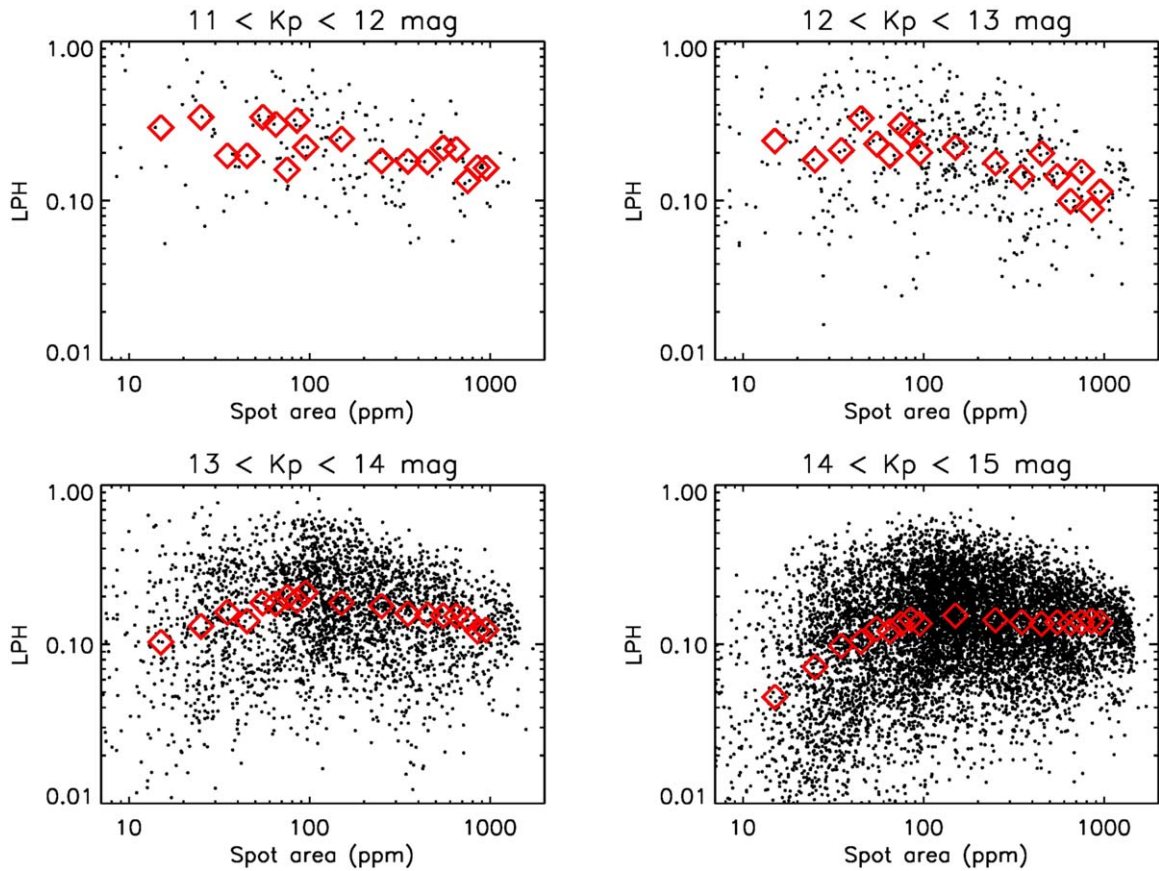 11 < Kp < 12 mag
1.00
0.10
0.01
LPH
10 100 1000
Spot area (ppm)
12 < Kp < 13 mag
1.00
0.10
0.01
LPH
10 100 1000
Spot area (ppm)
13 < Kp < 14 mag
1.00
0.10
0.01
LPH
10 100 1000
Spot area (ppm)
14 < Kp < 15 mag
1.00
0.10
0.01
LPH
10 100 1000
Spot area (ppm)